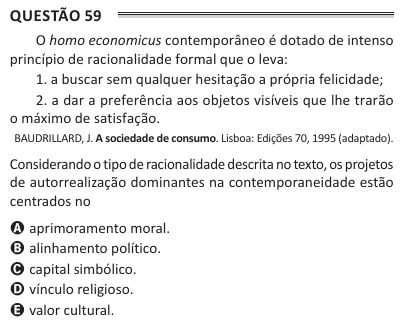 QUESTÃO 59
O homo economicus contemporâneo é dotado de intenso
princípio de racionalidade formal que o leva:
1. a buscar sem qualquer hesitação a própria felicidade;
2. a dar a preferência aos objetos visíveis que lhe trarão
o máximo de satisfação.
BAUDRILLARD, J. A sociedade de consumo. Lisboa: Edições 70, 1995 (adaptado).
Considerando o tipo de racionalidade descrita no texto, os projetos
de autorrealização dominantes na contemporaneidade estão
centrados no
A aprimoramento moral.
B alinhamento político.
C capital simbólico.
D vínculo religioso.
E valor cultural.